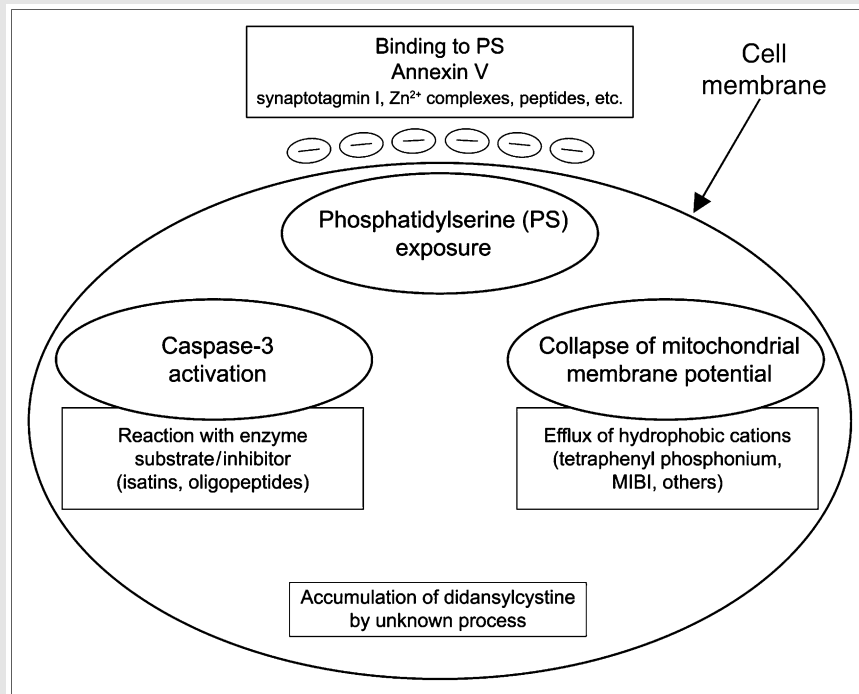 Binding to PS
Annexin V
synaptotagmin I, Zn²⁺ complexes, peptides, etc.
Cell
membrane
− − − − − −
Phosphatidylserine (PS)
exposure
Caspase-3
activation
Collapse of mitochondrial
membrane potential
Reaction with enzyme
substrate/inhibitor
(isatins, oligopeptides)
Efflux of hydrophobic cations
(tetraphenyl phosphonium,
MIBI, others)
Accumulation of didansylcystine
by unknown process